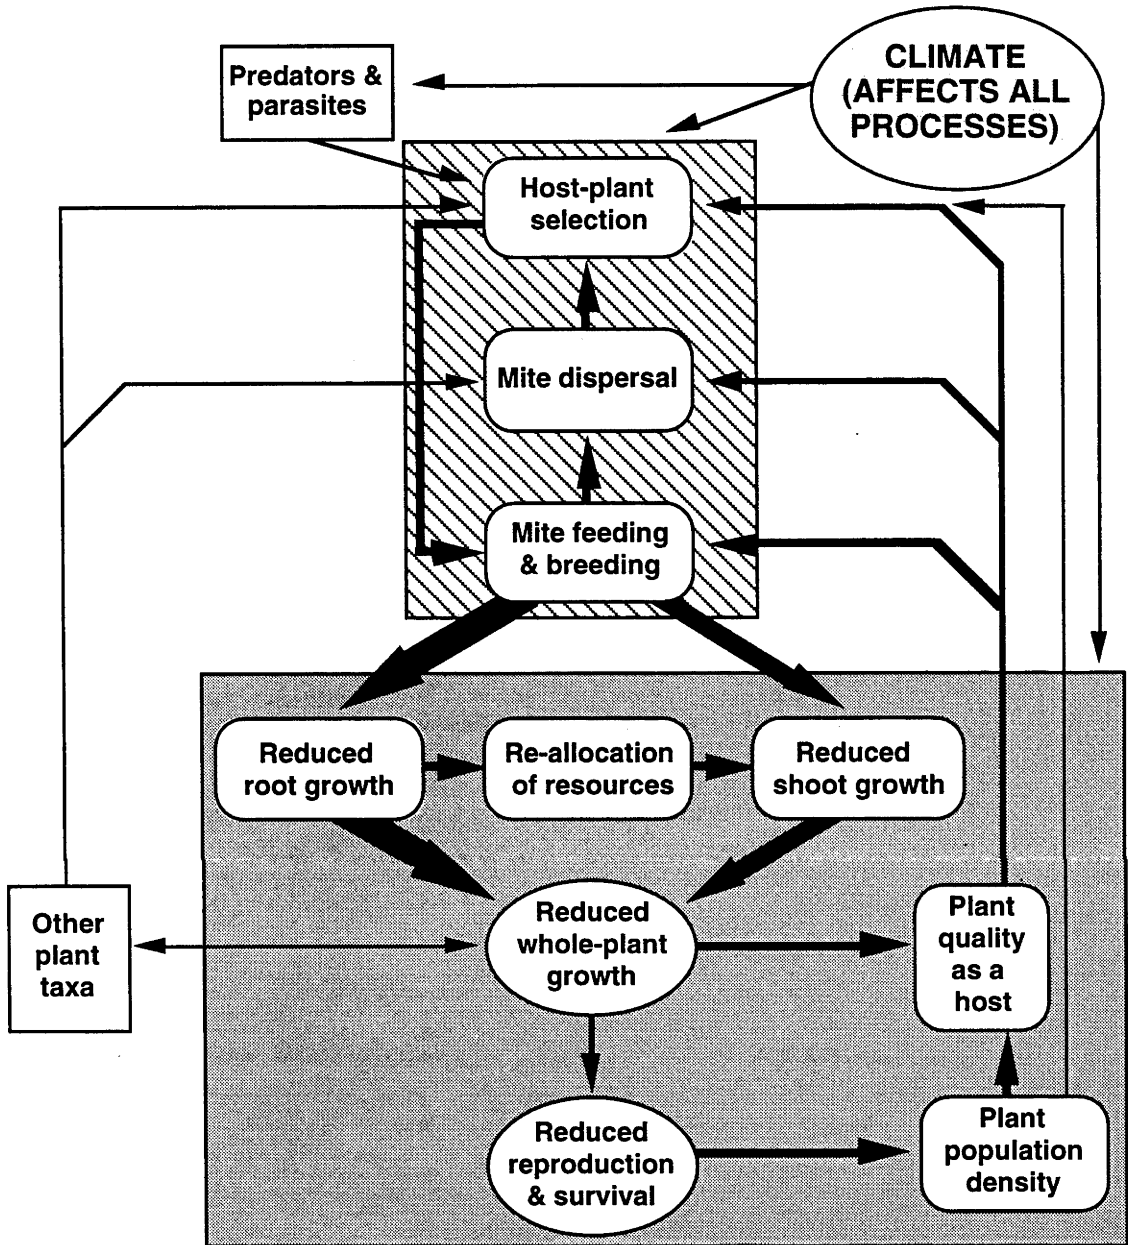 CLIMATE
(AFFECTS ALL
PROCESSES)
Predators &
parasites
Host-plant
selection
Mite dispersal
Mite feeding
& breeding
Reduced
root growth
Re-allocation
of resources
Reduced
shoot growth
Other
plant
taxa
Reduced
whole-plant
growth
Plant
quality
as a
host
Reduced
reproduction
& survival
Plant
population
density